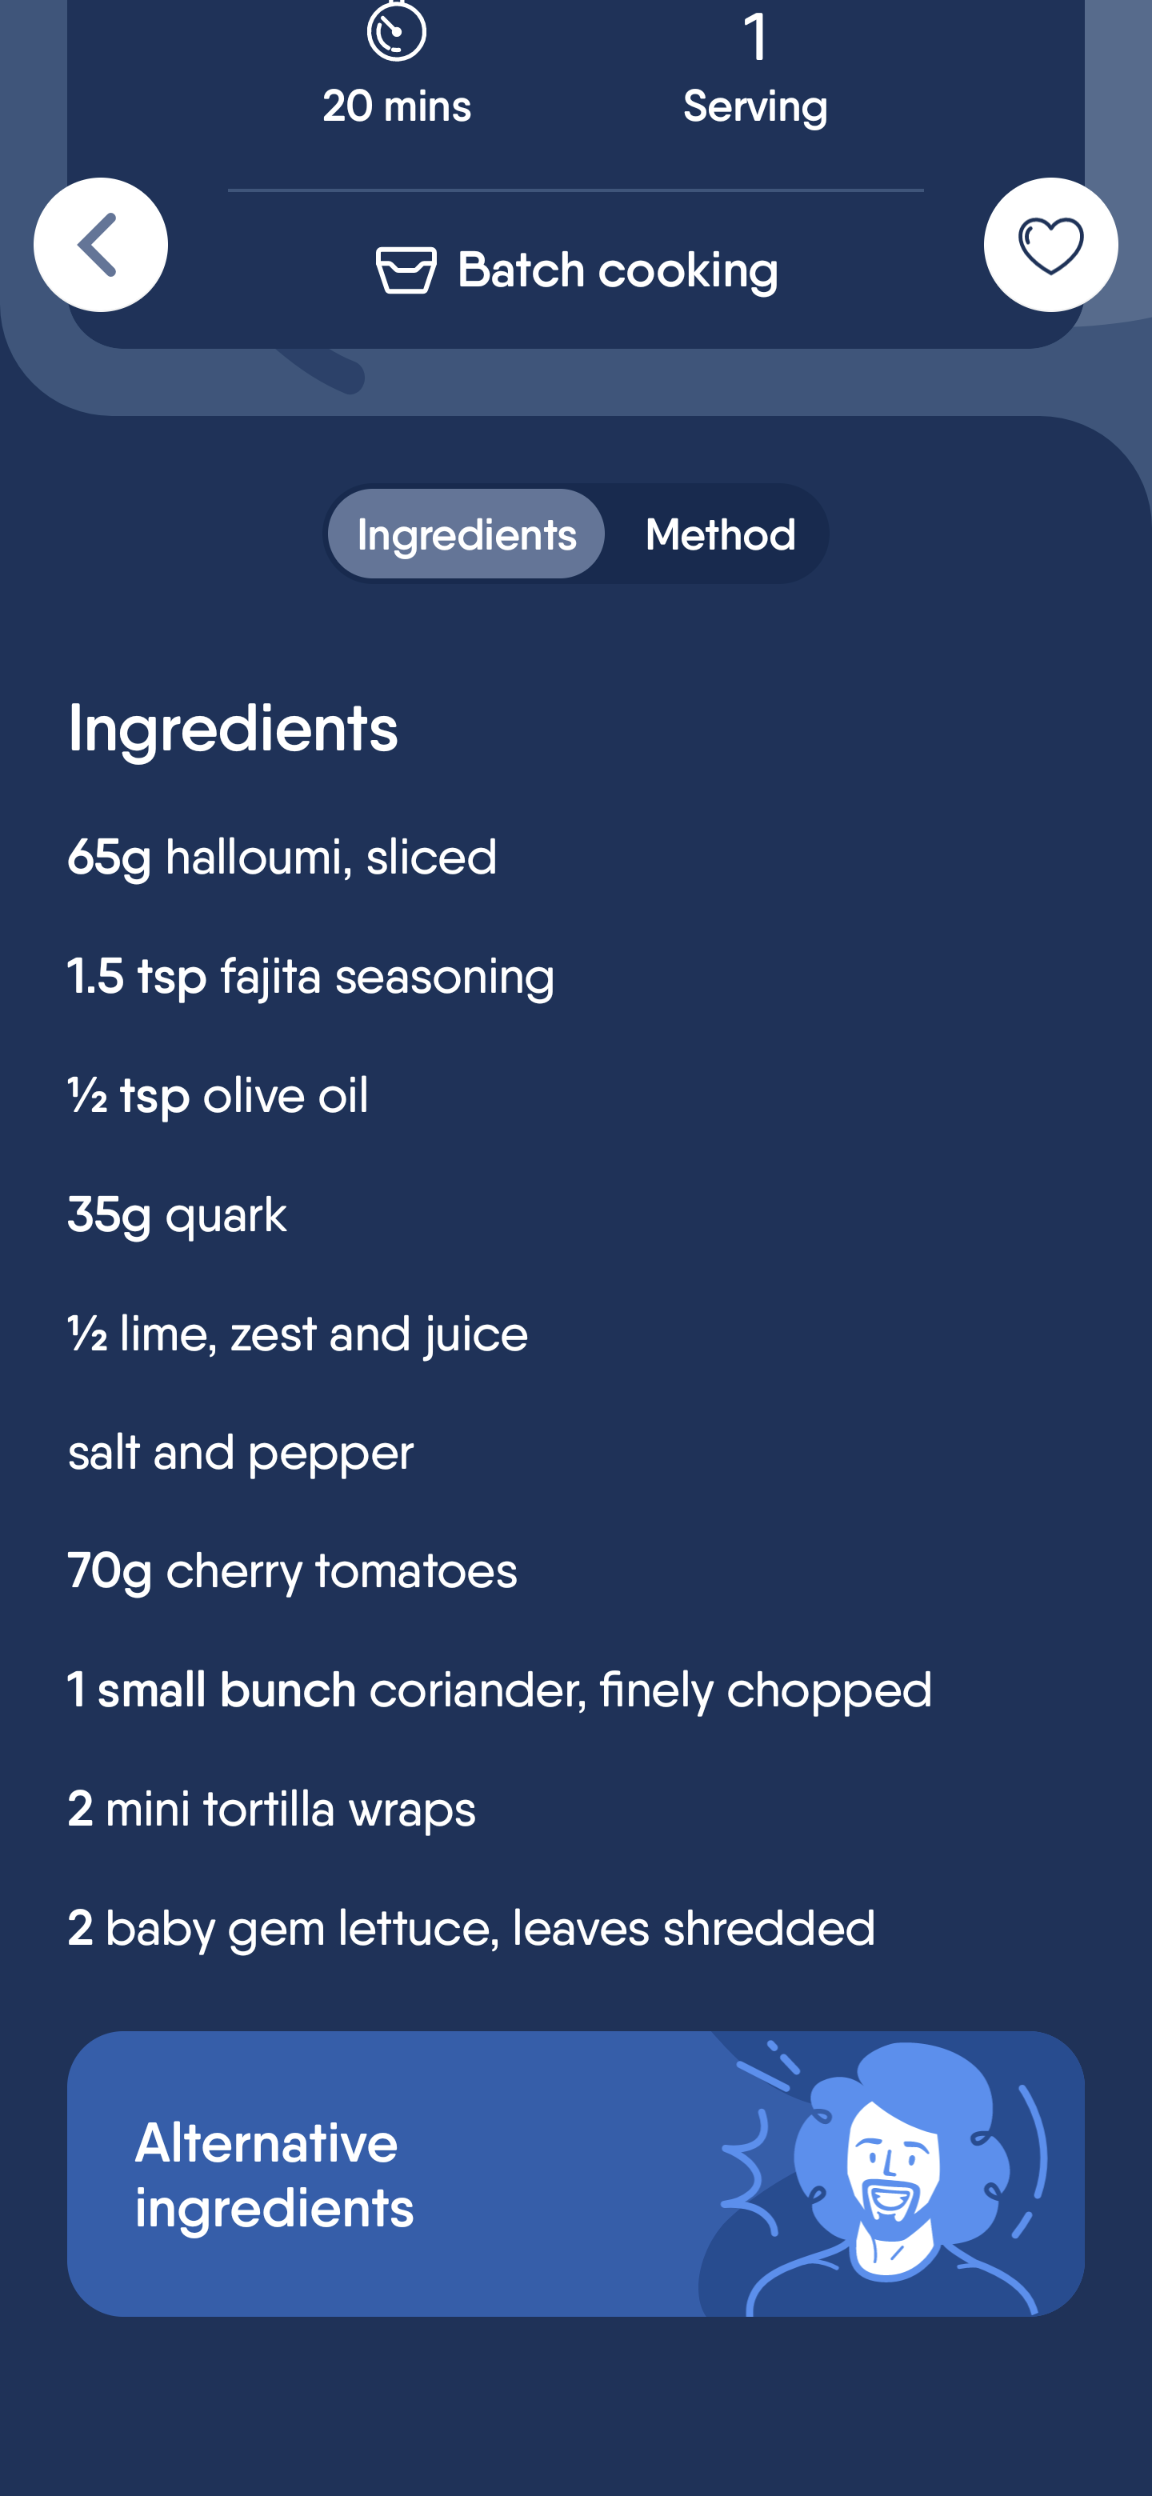 20 mins
1
Serving
Batch cooking
Ingredients
Method
Ingredients
65g halloumi, sliced
1.5 tsp fajita seasoning
½ tsp olive oil
35g quark
½ lime, zest and juice
salt and pepper
70g cherry tomatoes
1 small bunch coriander, finely chopped
2 mini tortilla wraps
2 baby gem lettuce, leaves shredded
Alternative
ingredients